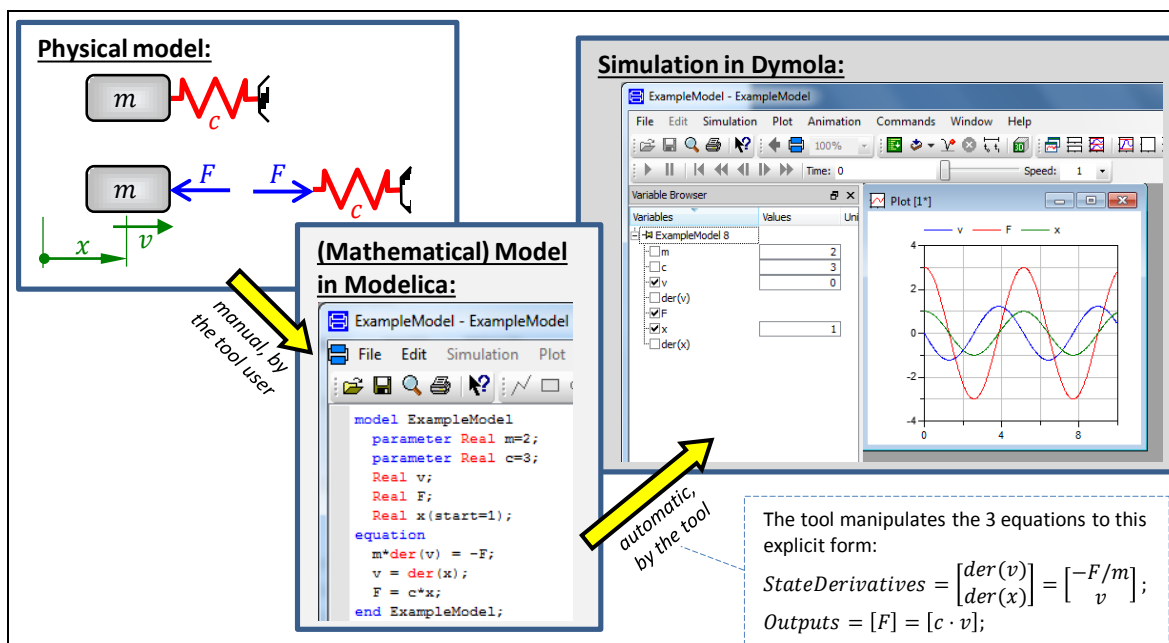 Physical model:
m
c
m
F
F
c
x
v
manual, by
the tool user
(Mathematical) Model
in Modelica:
ExampleModel - ExampleModel
File Edit Simulation Plot
model ExampleModel
parameter Real m=2;
parameter Real c=3;
Real v;
Real F;
Real x(start=1);
equation
m*der(v) = -F;
v = der(x);
F = c*x;
end ExampleModel;
automatic,
by the tool
Simulation in Dymola:
ExampleModel - ExampleModel
File Edit Simulation Plot Animation Commands Window Help
100%
3D
Time: 0
Speed: 1
Variable Browser
Variables Values Uni
ExampleModel 8
m 2
c 3
v 0
der(v)
F
x 1
der(x)
Plot [1*]
v F x
4
2
0
-2
-4
0 4 8
The tool manipulates the 3 equations to this
explicit form:
StateDerivatives = [der(v) der(x)] = [−F/m v];
Outputs = [F] = [c · v];